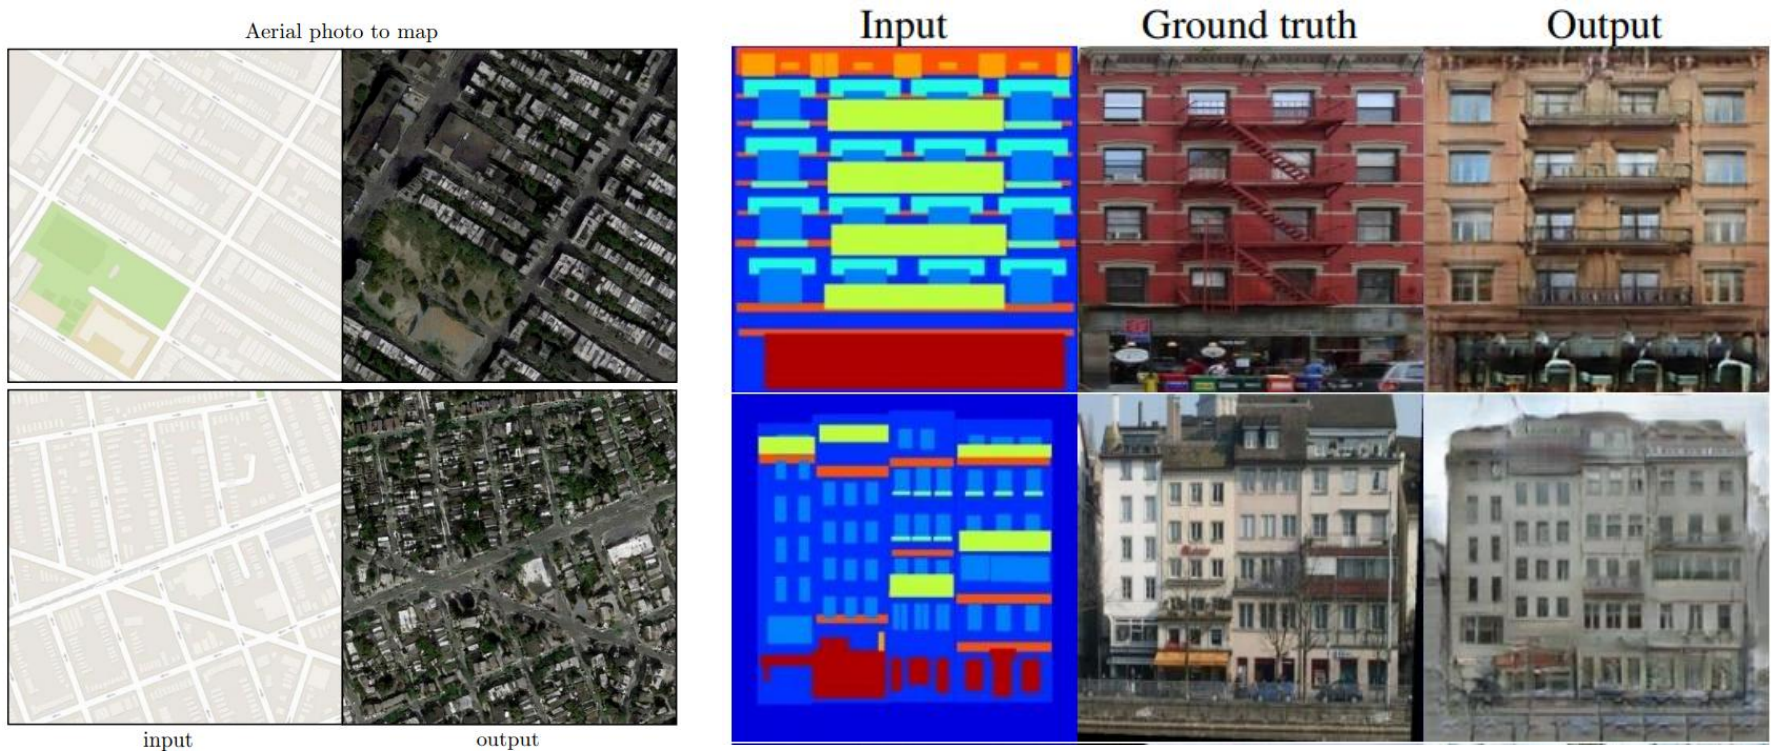 Aerial photo to map
input
output
Input
Ground truth
Output